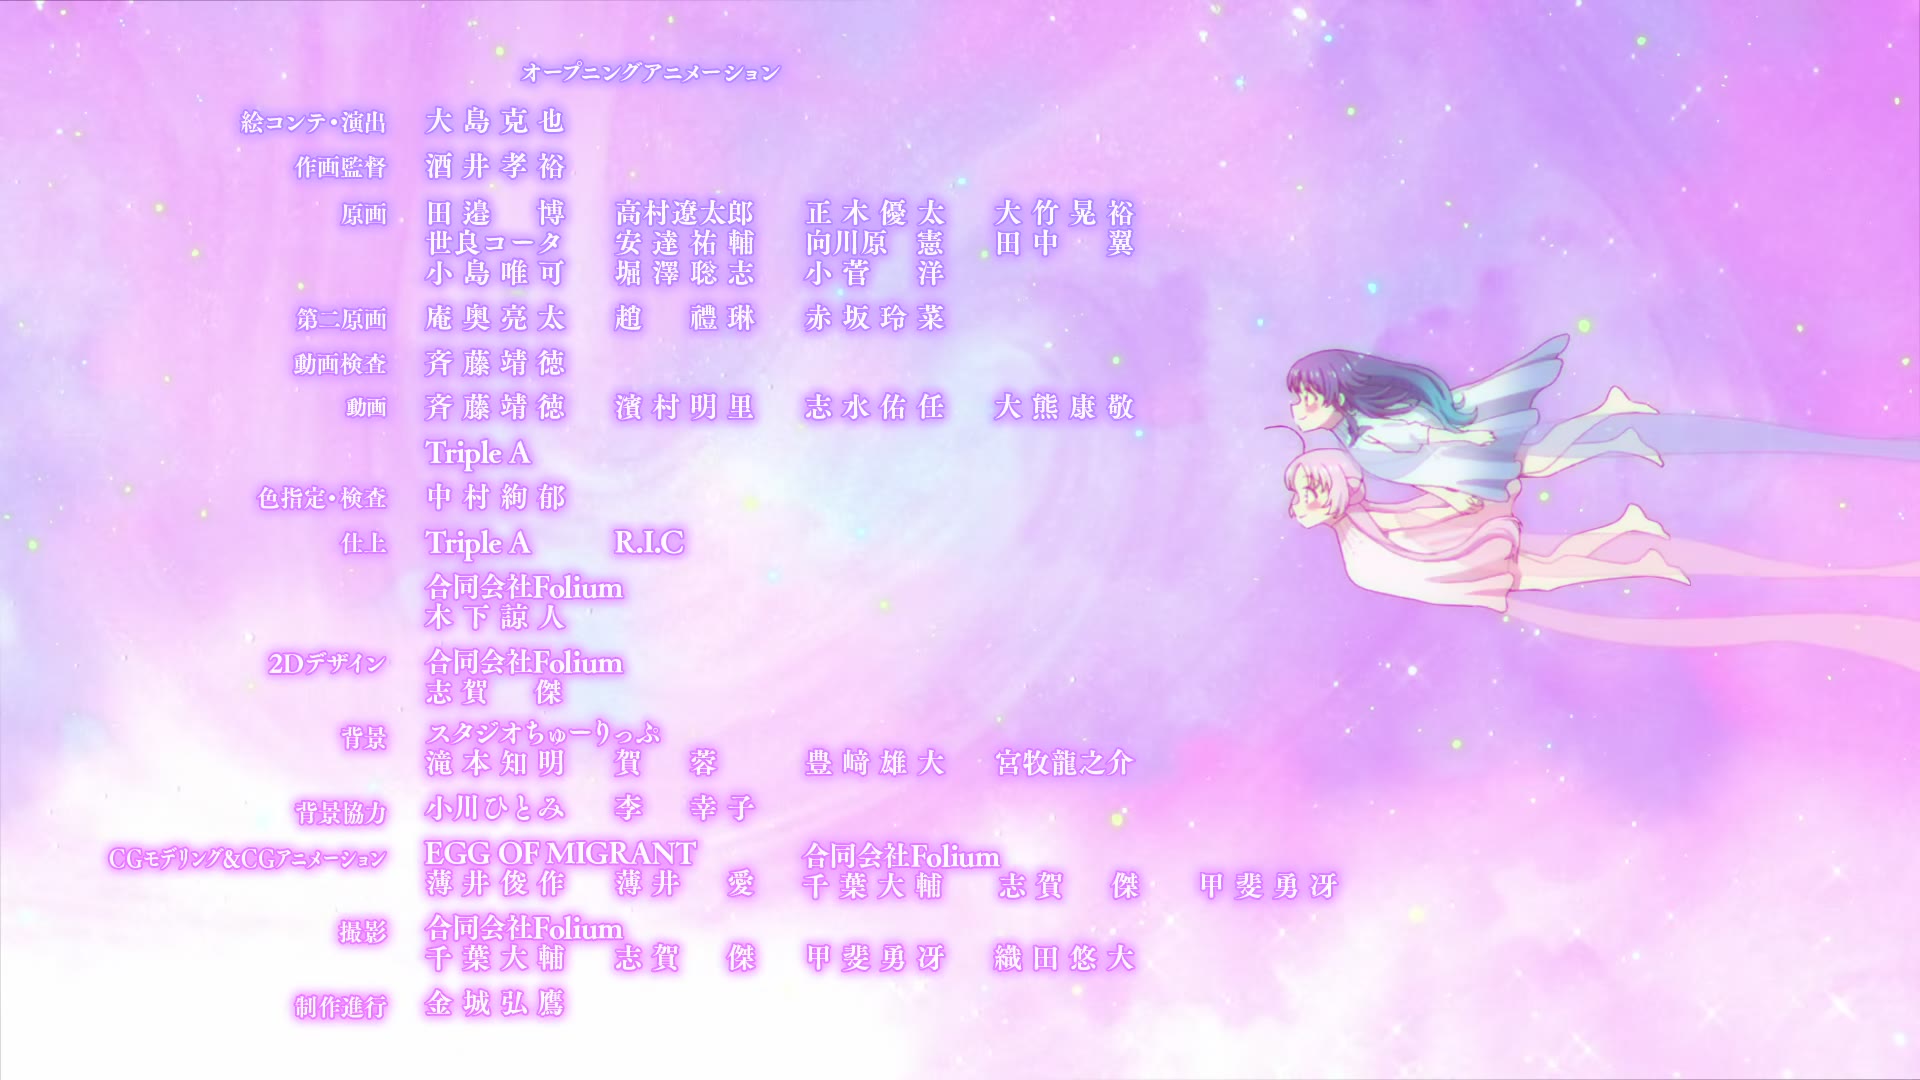 オープニングアニメーション
絵コンテ・演出 大島克也
作画監督 酒井孝裕
原画 田邉 博 高村遼太郎 正木優太 大竹晃裕
世良コータ 安達祐輔 向川原 憲 田中 翼
小島唯可 堀澤聡志 小菅 洋
第二原画 庵奥亮太 趙 禮琳 赤坂玲菜
動画検査 斉藤靖徳
動画 斉藤靖徳 濱村明里 志水佑任 大熊康敬
Triple A
色指定・検査 中村絢郁
仕上 Triple A R.I.C
合同会社Folium
木下諒人
2Dデザイン 合同会社Folium
志賀 傑
背景 スタジオちゅーりっぷ
滝本知明 賀 蓉 豊﨑雄大 宮牧龍之介
背景協力 小川ひとみ 李 幸子
CGモデリング&CGアニメーション EGG OF MIGRANT 合同会社Folium
薄井俊作 薄井 愛 千葉大輔 志賀 傑 甲斐勇冴
撮影 合同会社Folium
千葉大輔 志賀 傑 甲斐勇冴 織田悠大
制作進行 金城弘鷹